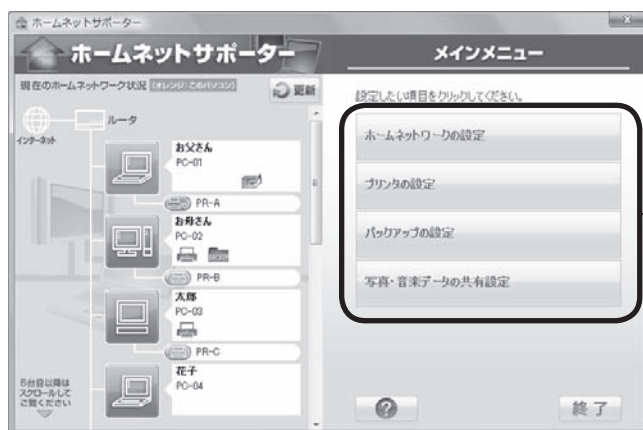 ホームネットサポーター
ホームネットサポーター
メインメニュー
現在のホームネットワーク状況 (オレンジ:このパソコン)
更新
設定したい項目をクリックしてください。
インターネット
ルータ
お父さん
PC-01
PR-A
お母さん
PC-02
PR-B
太郎
PC-03
PR-C
花子
PC-04
5台目以降は
スクロールして
ご覧ください
ホームネットワークの設定
プリンタの設定
バックアップの設定
写真・音楽データの共有設定
?
終了